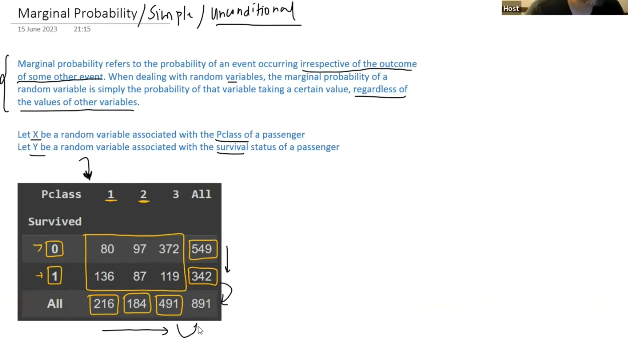 Marginal Probability / Simple / Unconditional
15 June 2023 21:15
Host
Marginal probability refers to the probability of an event occurring irrespective of the outcome
of some other event. When dealing with random variables, the marginal probability of a
random variable is simply the probability of that variable taking a certain value, regardless of
the values of other variables.
Let X be a random variable associated with the Pclass of a passenger
Let Y be a random variable associated with the survival status of a passenger
Pclass 1 2 3 All
Survived
0 80 97 372 549
1 136 87 119 342
All 216 184 491 891